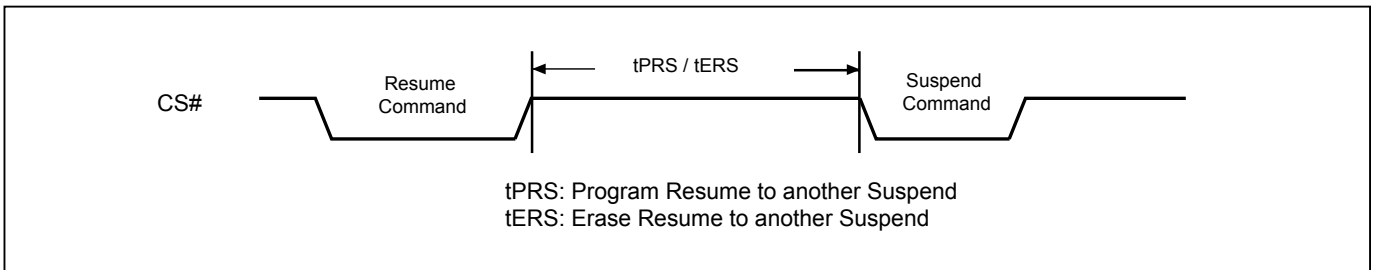 tPRS / tERS
Resume
Command
Suspend
Command
CS#
tPRS: Program Resume to another Suspend
tERS: Erase Resume to another Suspend